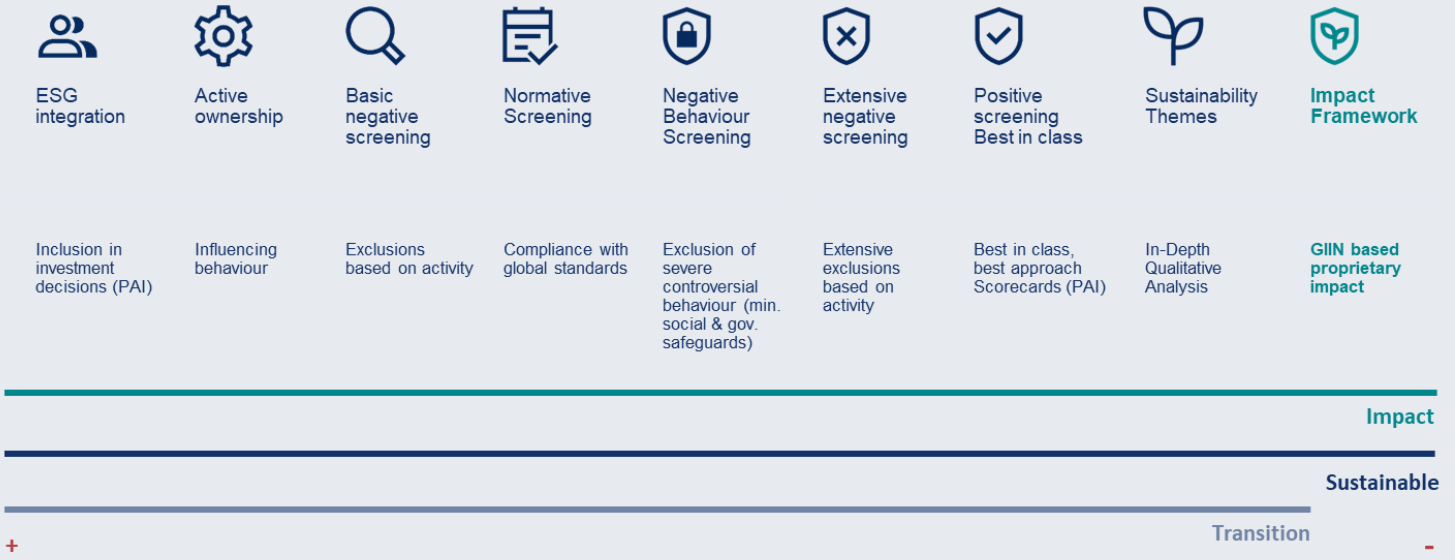 ESG
integration
Active
ownership
Basic
negative
screening
Normative
Screening
Negative
Behaviour
Screening
Extensive
negative
screening
Positive
screening
Best in class
Sustainability
Themes
Impact
Framework
Inclusion in
investment
decisions (PAI)
Influencing
behaviour
Exclusions
based on activity
Compliance with
global standards
Exclusion of
severe
controversial
behaviour (min.
social & gov.
safeguards)
Extensive
exclusions
based on
activity
Best in class,
best approach
Scorecards (PAI)
In-Depth
Qualitative
Analysis
GIIN based
proprietary
impact
Impact
Sustainable
Transition
+
-